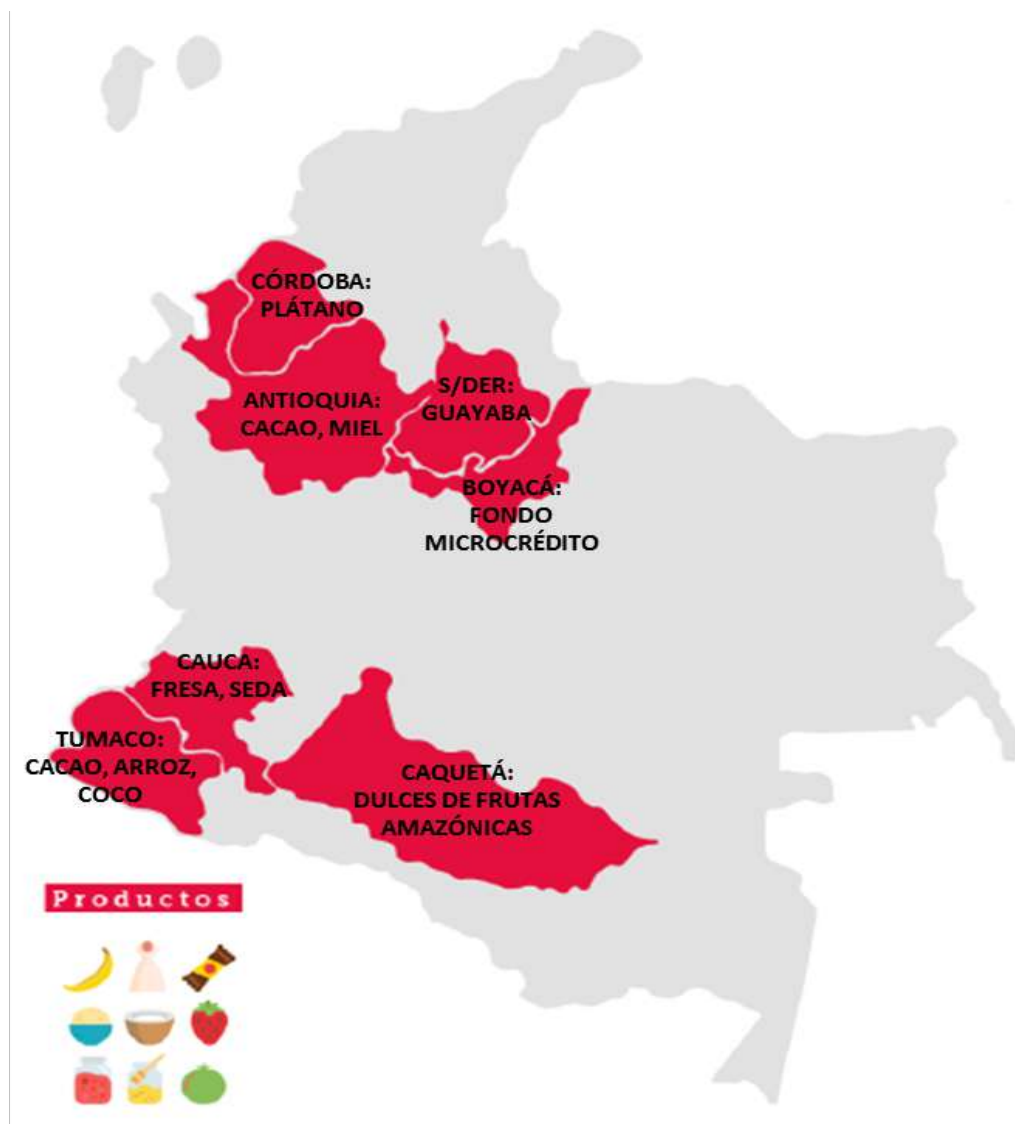 CÓRDOBA:
PLÁTANO
ANTIOQUIA:
CACAO, MIEL
S/DER:
GUAYABA
BOYACÁ:
FONDO
MICROCRÉDITO
CAUCA:
FRESA, SEDA
TUMACO:
CACAO, ARROZ,
COCO
CAQUETÁ:
DULCES DE FRUTAS
AMAZÓNICAS
Productos